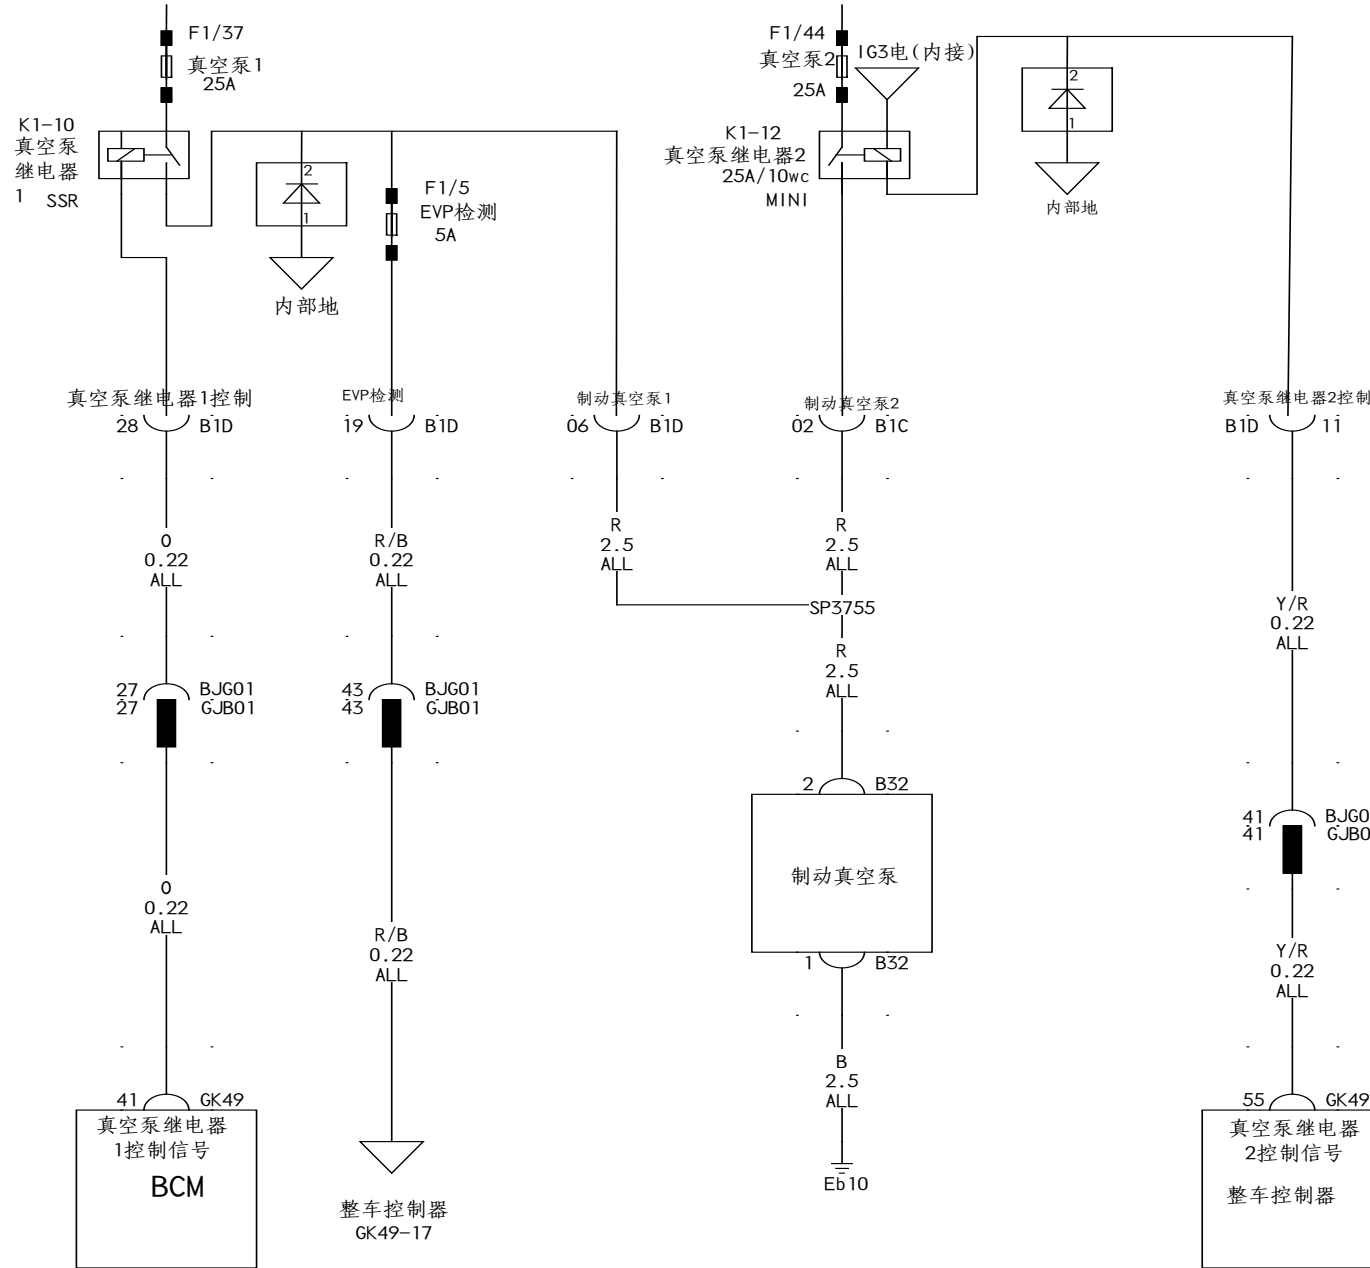 F1/37
真空泵1
25A
K1-10
真空泵
继电器
1 SSR
2
1
内部地
F1/5
EVP检测
5A
F1/44
真空泵2
25A
IG3电(内接)
K1-12
真空泵继电器2
25A/10wc
MINI
2
1
内部地
真空泵继电器1控制
28 B1D
EVP检测
19 B1D
制动真空泵1
06 B1D
制动真空泵2
02 B1C
真空泵继电器2控制
B1D 11
O
0.22
ALL
R/B
0.22
ALL
R
2.5
ALL
R
2.5
ALL
SP3755
R
2.5
ALL
Y/R
0.22
ALL
27 BJG01
27 GJB01
43 BJG01
43 GJB01
2 B32
制动真空泵
1 B32
41 BJG0
41 GJB0
O
0.22
ALL
R/B
0.22
ALL
Y/R
0.22
ALL
B
2.5
ALL
Eb10
41 GK49
真空泵继电器
1控制信号
BCM
整车控制器
GK49-17
55 GK49
真空泵继电器
2控制信号
整车控制器